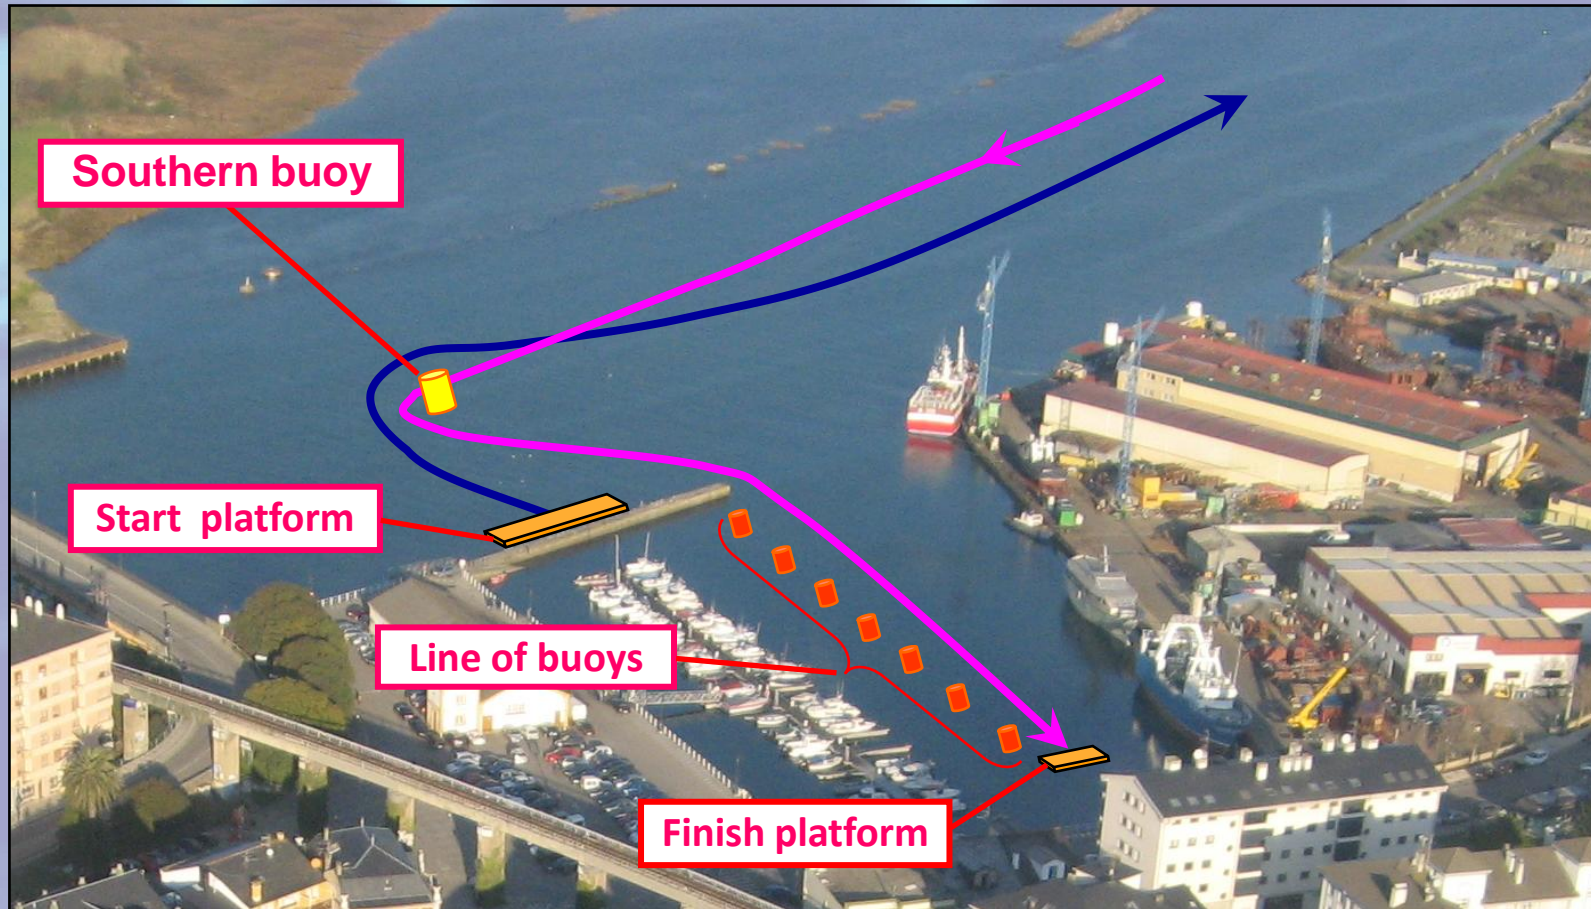 Southern buoy
Start platform
Line of buoys
Finish platform